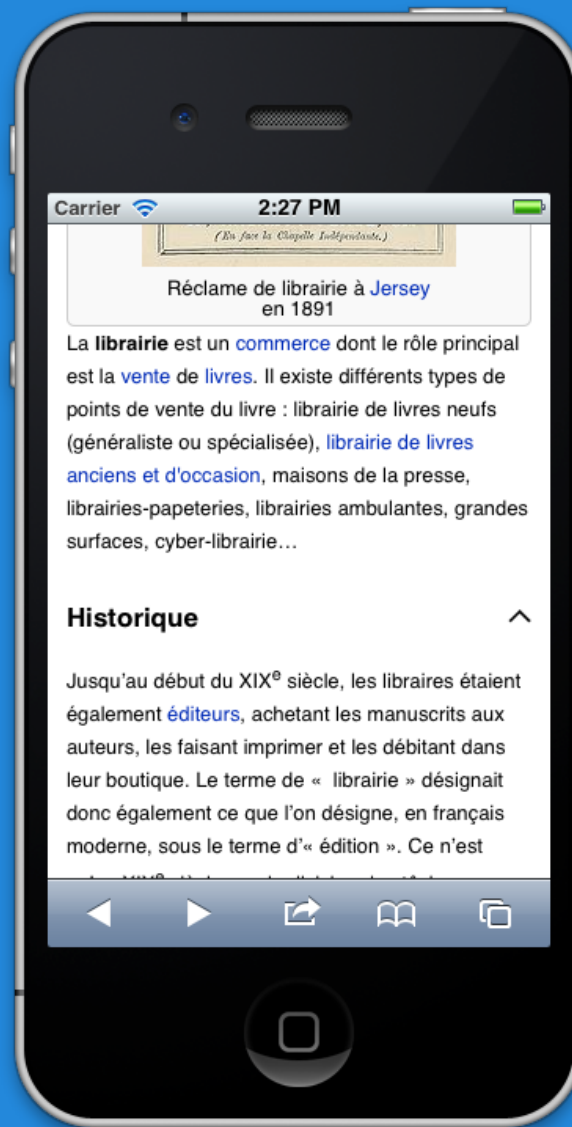 Carrier 2:27 PM
(En face la Chapelle Indépendante.)
Réclame de librairie à Jersey
en 1891
La librairie est un commerce dont le rôle principal
est la vente de livres. Il existe différents types de
points de vente du livre : librairie de livres neufs
(généraliste ou spécialisée), librairie de livres
anciens et d'occasion, maisons de la presse,
librairies-papeteries, librairies ambulantes, grandes
surfaces, cyber-librairie…
Historique
Jusqu'au début du XIXe siècle, les libraires étaient
également éditeurs, achetant les manuscrits aux
auteurs, les faisant imprimer et les débitant dans
leur boutique. Le terme de « librairie » désignait
donc également ce que l’on désigne, en français
moderne, sous le terme d'« édition ». Ce n’est